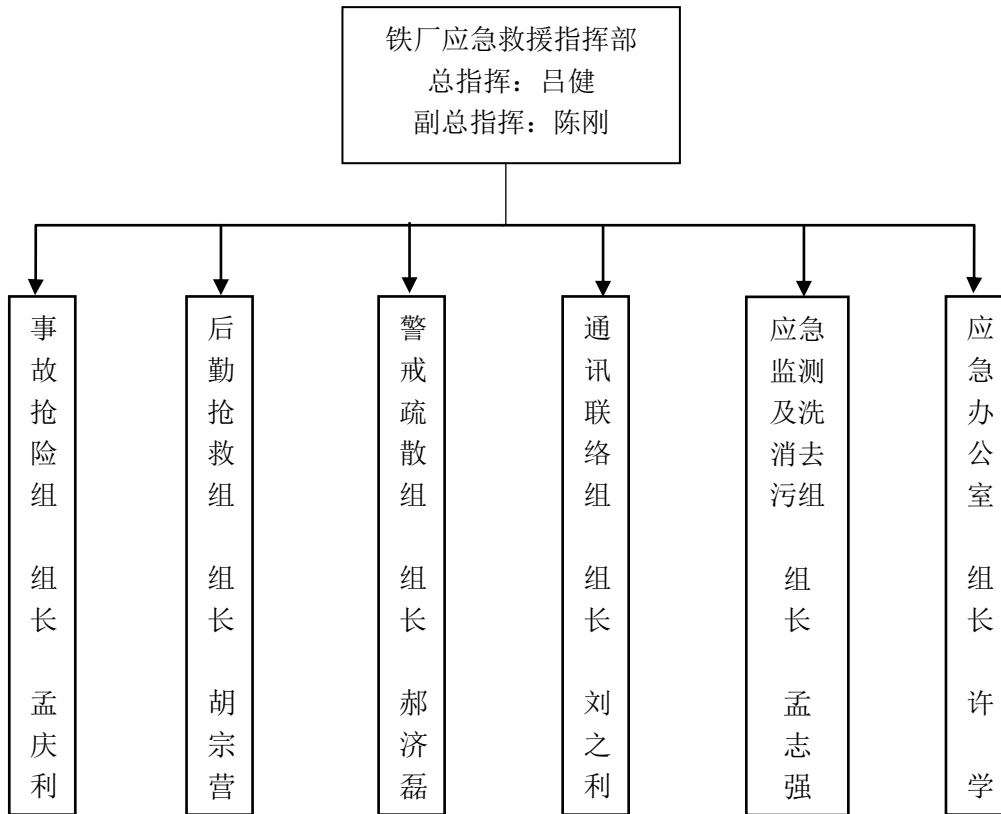 铁厂应急救援指挥部
总指挥：吕健
副总指挥：陈刚
事故抢险组 组长 孟庆利
后勤抢救组 组长 胡宗营
警戒疏散组 组长 郝济磊
通讯联络组 组长 刘之利
应急
监测
及洗
消去
污组
组长 孟志强
应急办公室 组长 许 学